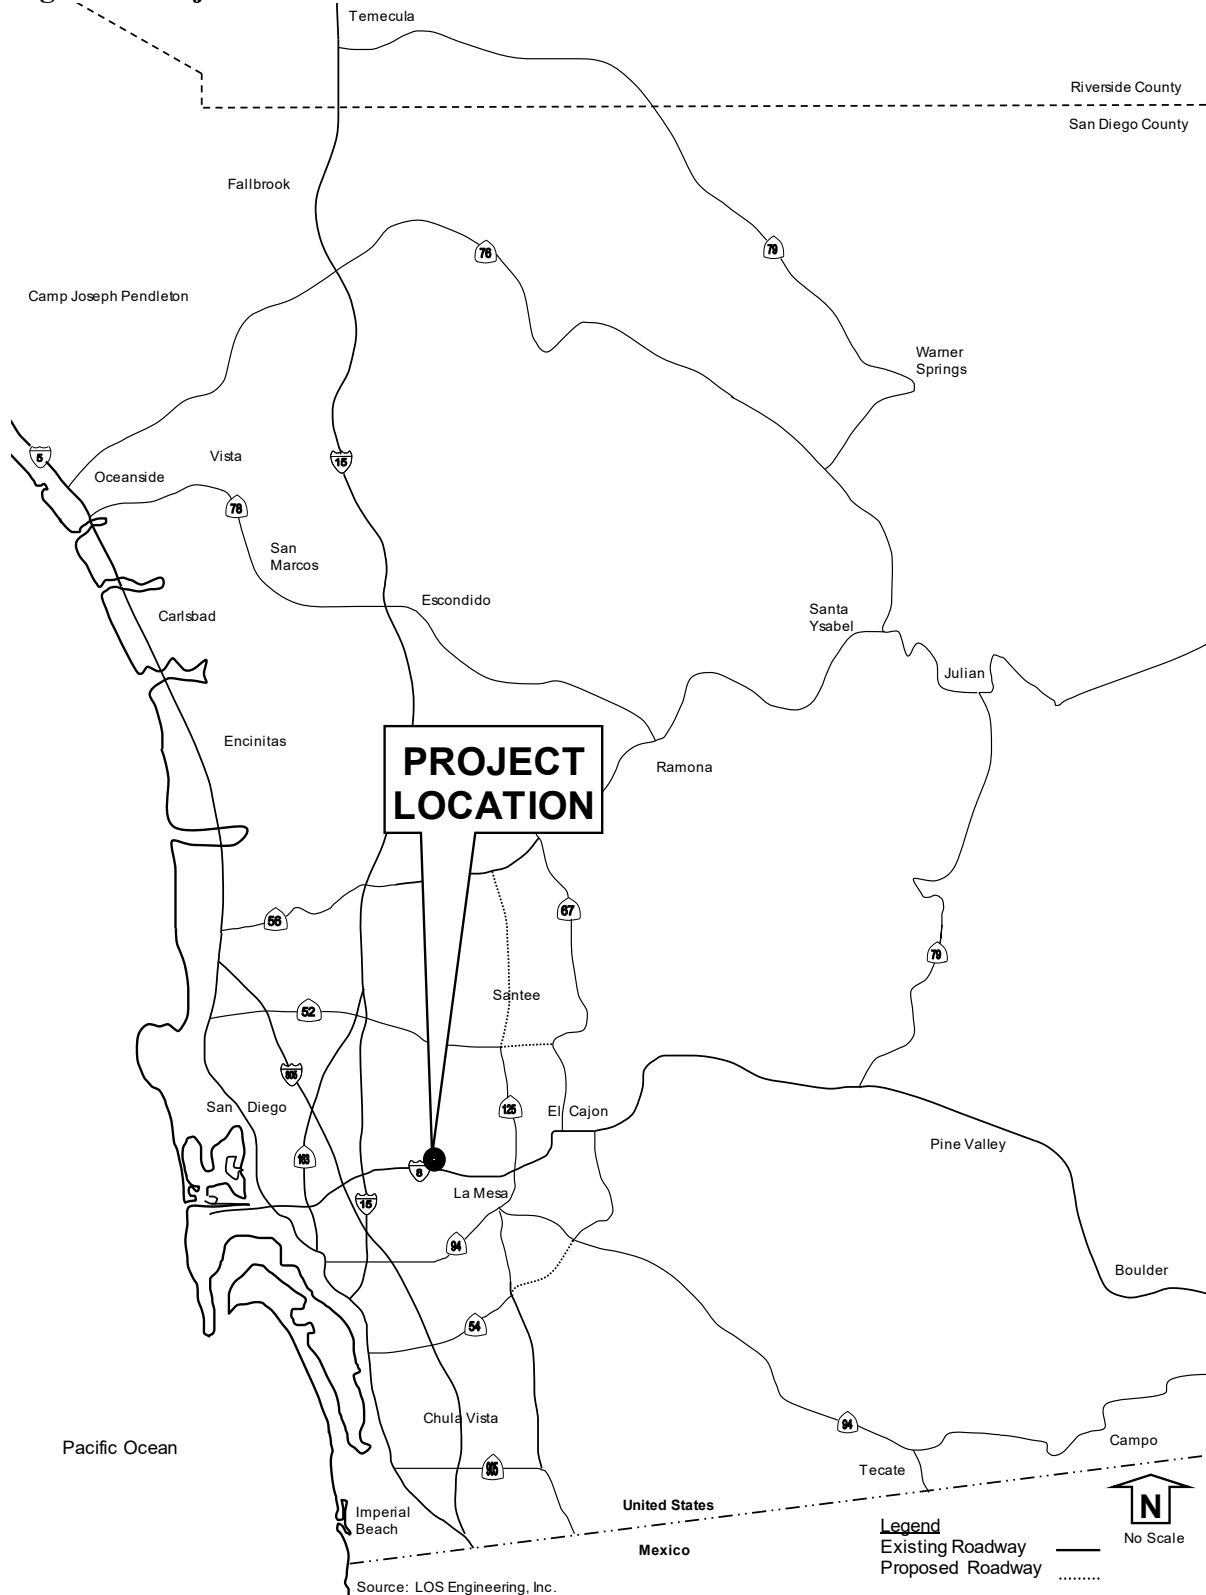 Temecula
Riverside County
San Diego County
Fallbrook
76
79
Camp Joseph Pendleton
Warner
Springs
5
Vista
15
Oceanside
78
San
Marcos
Escondido
Carlsbad
Santa
Ysabel
Julian
Encinitas
PROJECT
LOCATION
Ramona
67
56
79
Santee
52
805
San Diego
125
El Cajon
Pine Valley
163
8
La Mesa
15
94
Boulder
54
Chula Vista
94
Pacific Ocean
Campo
905
Tecate
Imperial
Beach
United States
Mexico
N
No Scale
Legend
Existing Roadway
Proposed Roadway
Source: LOS Engineering, Inc.